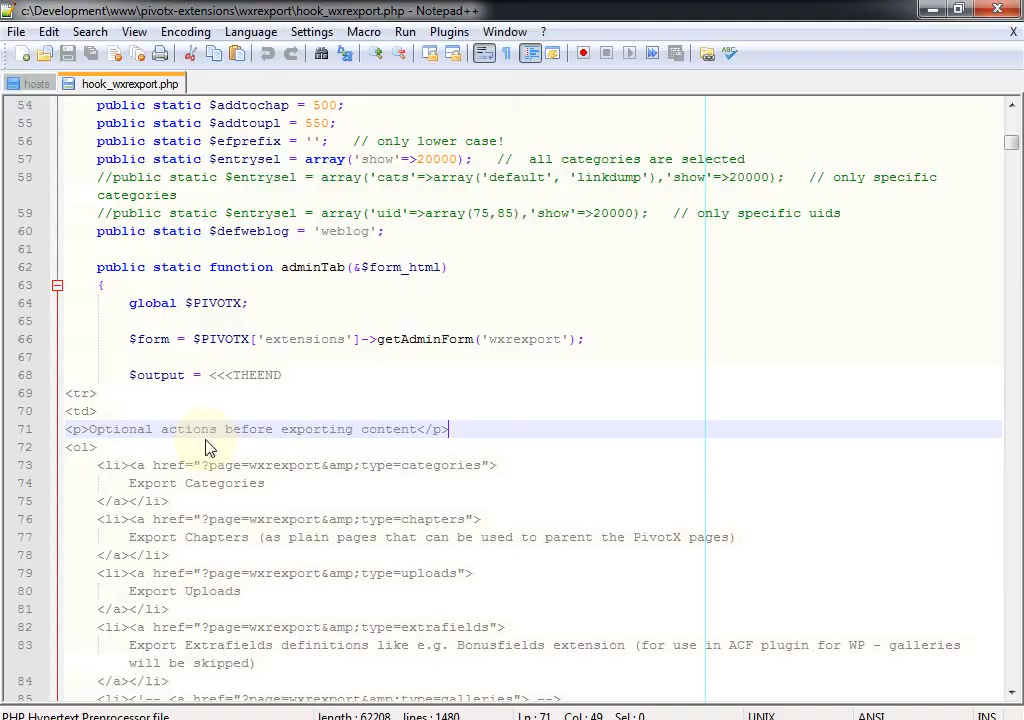 c:\Development\www\pivotx-extensions\wxrexport\hook_wxrexport.php - Notepad++
File Edit Search View Encoding Language Settings Macro Run Plugins Window ? X
hosts hook_wxrexport.php
54 public static $addtochap = 500;
55 public static $addtoupl = 550;
56 public static $efprefix = ''; // only lower case!
57 public static $entrysel = array('show'=>20000); // all categories are selected
58 //public static $entrysel = array('cats'=>array('default', 'linkdump'),'show'=>20000); // only specific
categories
59 //public static $entrysel = array('uid'=>array(75,85),'show'=>20000); // only specific uids
60 public static $defweblog = 'weblog';
61
62 public static function adminTab(&$form_html)
63 {
64 global $PIVOTX;
65
66 $form = $PIVOTX['extensions']->getAdminForm('wxrexport');
67
68 $output = <<<THEEND
69 <tr>
70 <td>
71 <p>Optional actions before exporting content</p>
72 <ol>
73 <li><a href="?page=wxrexport&amp;type=categories">
74 Export Categories
75 </a></li>
76 <li><a href="?page=wxrexport&amp;type=chapters">
77 Export Chapters (as plain pages that can be used to parent the PivotX pages)
78 </a></li>
79 <li><a href="?page=wxrexport&amp;type=uploads">
80 Export Uploads
81 </a></li>
82 <li><a href="?page=wxrexport&amp;type=extrafields">
83 Export Extrafields definitions like e.g. Bonusfields extension (for use in ACF plugin for WP - galleries
will be skipped)
84 </a></li>
85 <li><!-- <a href="?page=wxrexport&amp;type=galleries"> -->
PHP Hypertext Preprocessor file length : 62208 lines : 1480 Ln : 71 Col : 49 Sel : 0 UNIX ANSI INS